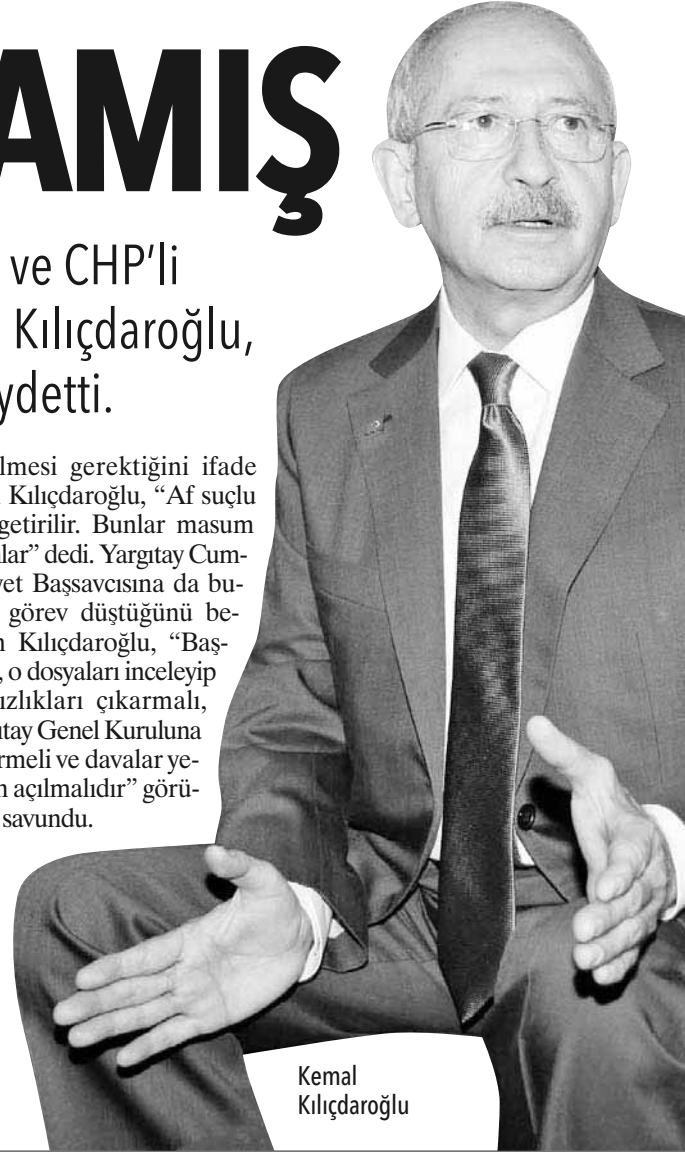 AMIŞ
ve CHP'li
Kılıçdaroğlu,
ydetti.
ilmesi gerektiğini ifade
Kılıçdaroğlu, “Af suçlu
getirilir. Bunlar masum
lar” dedi. Yargıtay Cum-
yet Başsavcısına da bu-
görev düştüğünü be-
n Kılıçdaroğlu, “Baş-
, o dosyaları inceleyip
ızlıkları çıkarmalı,
ıtay Genel Kuruluna
rmeli ve davalar ye-
n açılmalıdır” görü-
savundu.
Kemal
Kılıçdaroğlu